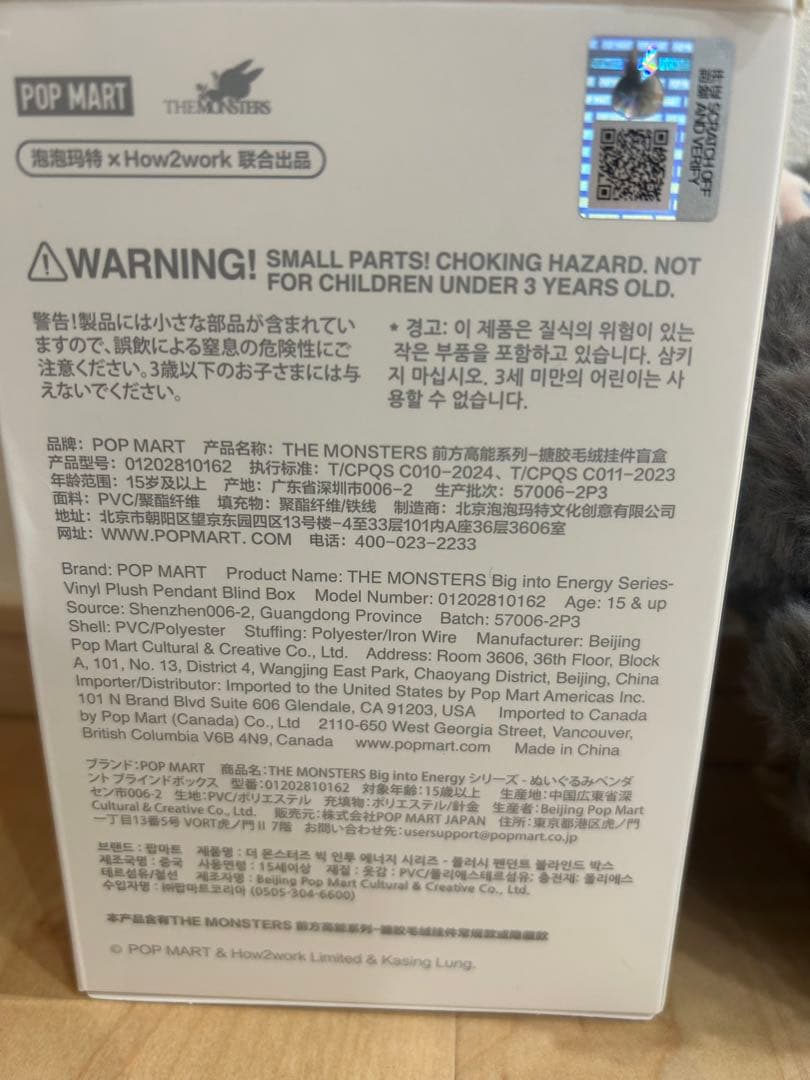 POP MART
THE MONSTERS
泡泡玛特×How2work 联合出品
SCRATCH OFF
AND VERIFY
WARNING! SMALL PARTS! CHOKING HAZARD. NOT
FOR CHILDREN UNDER 3 YEARS OLD.
警告!製品には小さな部品が含まれてい
ますので、誤飲による窒息の危険性にご
注意ください。3歳以下のお子さまには与
えないでください。
* 경고: 이 제품은 질식의 위험이 있는
작은 부품을 포함하고 있습니다. 삼키
지 마십시오. 3세 미만의 어린이는 사
용할 수 없습니다.
品牌：POP MART 产品名称：THE MONSTERS 前方高能系列-搪胶毛绒挂件盲盒
产品型号：01202810162 执行标准：T/CPQS C010-2024、T/CPQS C011-2023
年龄范围：15岁及以上 产地：广东省深圳市006-2 生产批次：57006-2P3
面料：PVC/聚酯纤维 填充物：聚酯纤维/铁线 制造商：北京泡泡玛特文化创意有限公司
地址：北京市朝阳区望京东园四区13号楼-4至33层101内A座36层3606室
网址：WWW.POPMART.COM 电话：400-023-2233
Brand: POP MART Product Name: THE MONSTERS Big into Energy Series-
Vinyl Plush Pendant Blind Box Model Number: 01202810162 Age: 15 & up
Source: Shenzhen006-2, Guangdong Province Batch: 57006-2P3
Shell: PVC/Polyester Stuffing: Polyester/Iron Wire Manufacturer: Beijing
Pop Mart Cultural & Creative Co., Ltd. Address: Room 3606, 36th Floor, Block
A, 101, No. 13, District 4, Wangjing East Park, Chaoyang District, Beijing, China
Importer/Distributor: Imported to the United States by Pop Mart Americas Inc.
101 N Brand Blvd Suite 606 Glendale, CA 91203, USA Imported to Canada
by Pop Mart (Canada) Co., Ltd 2110-650 West Georgia Street, Vancouver,
British Columbia V6B 4N9, Canada www.popmart.com Made in China
ブランド:POP MART 商品名:THE MONSTERS Big into Energy シリーズ - ぬいぐるみペンダ
ント ブラインドボックス 型番:01202810162 対象年齢:15歳以上 生産地:中国広東省深
セン市006-2 生地:PVC/ポリエステル 充填物:ポリエステル/針金 生産者:Beijing Pop Mart
Cultural & Creative Co., Ltd. 販売元:株式会社POP MART JAPAN 住所:東京都港区虎ノ門
一丁目13番5号 VORT虎ノ門 II 7階 お問い合わせ先:usersupport@popmart.co.jp
브랜드 : 팝마트 제품명 : 더 몬스터즈 빅 인투 에너지 시리즈 - 플러시 팬던트 블라인드 박스
제조국명 : 중국 사용연령 : 15세이상 재질 : 옷감 : PVC/폴리에스테르섬유; 충전재: 폴리에스
테르섬유/철선 제조자명 : Beijing Pop Mart Cultural & Creative Co., Ltd.
수입자명 : ㈜팝마트코리아 (0505-304-6600)
本产品含有THE MONSTERS 前方高能系列-搪胶毛绒挂件常规款或隐藏款
© POP MART & How2work Limited & Kasing Lung.